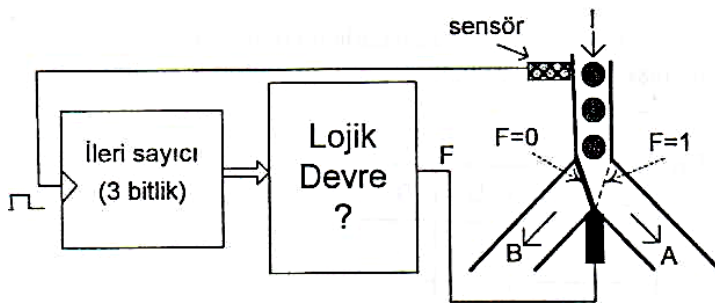 sensör
I
İleri sayıcı
(3 bitlik)
Lojik
Devre
?
F
F=0
F=1
B
A